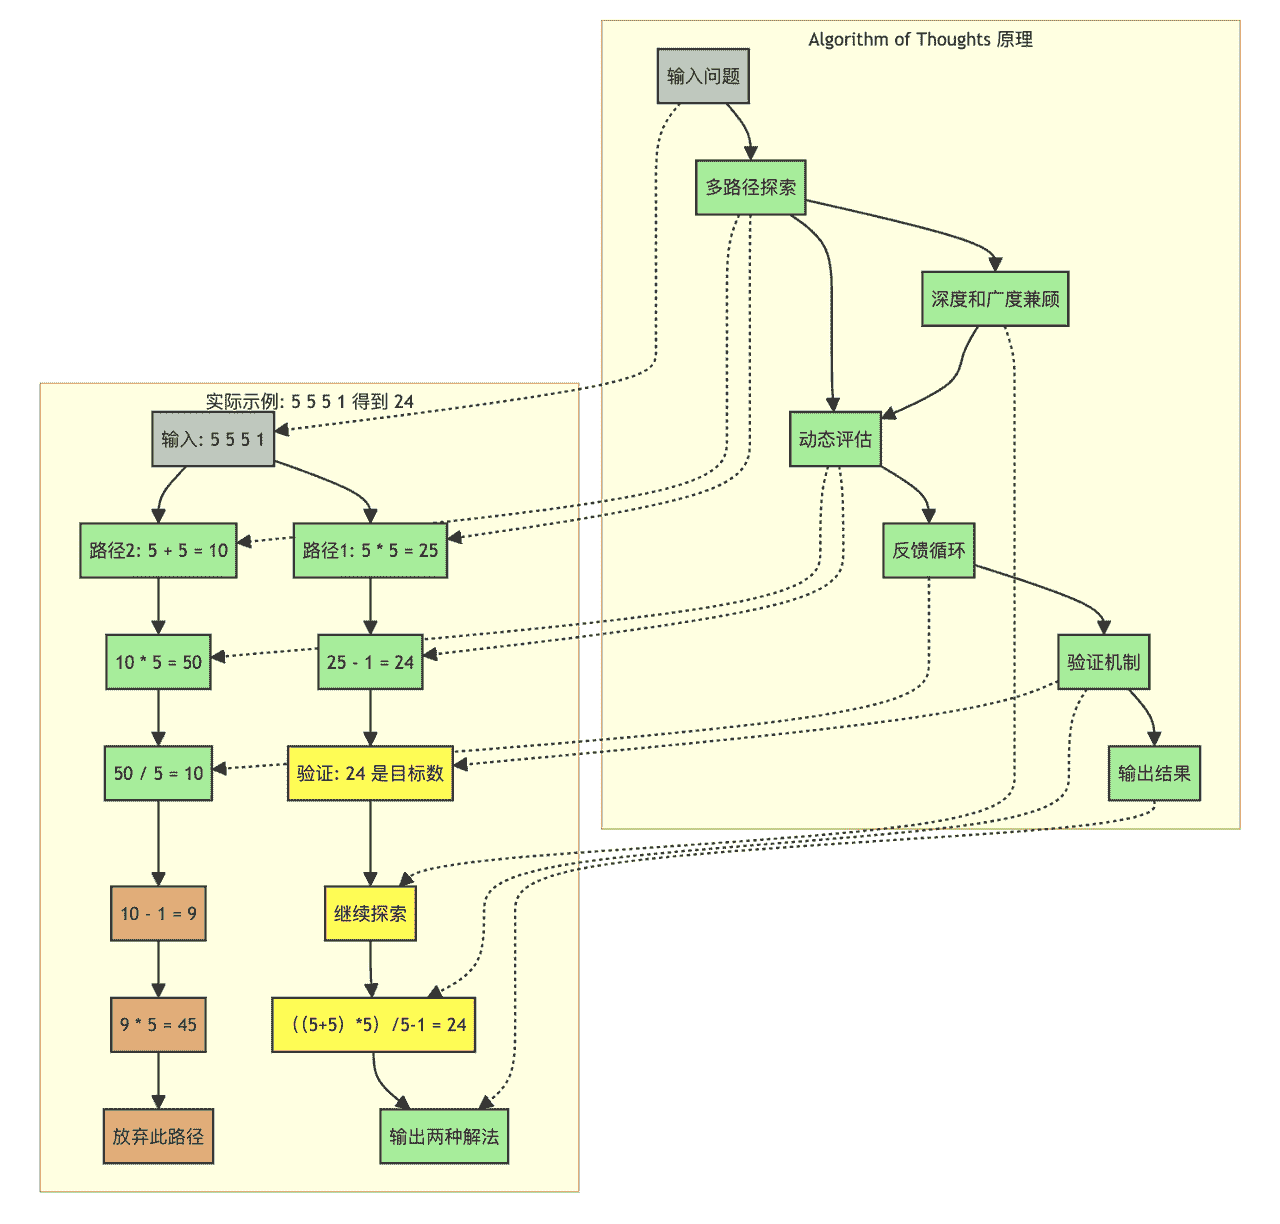 Algorithm of Thoughts 原理
输入问题
多路径探索
深度和广度兼顾
动态评估
反馈循环
验证机制
输出结果
实际示例: 5 5 5 1 得到 24
输入: 5 5 5 1
路径2: 5 + 5 = 10
路径1: 5 * 5 = 25
10 * 5 = 50
25 - 1 = 24
50 / 5 = 10
验证: 24 是目标数
10 - 1 = 9
继续探索
9 * 5 = 45
（(5+5）*5）/5-1 = 24
放弃此路径
输出两种解法